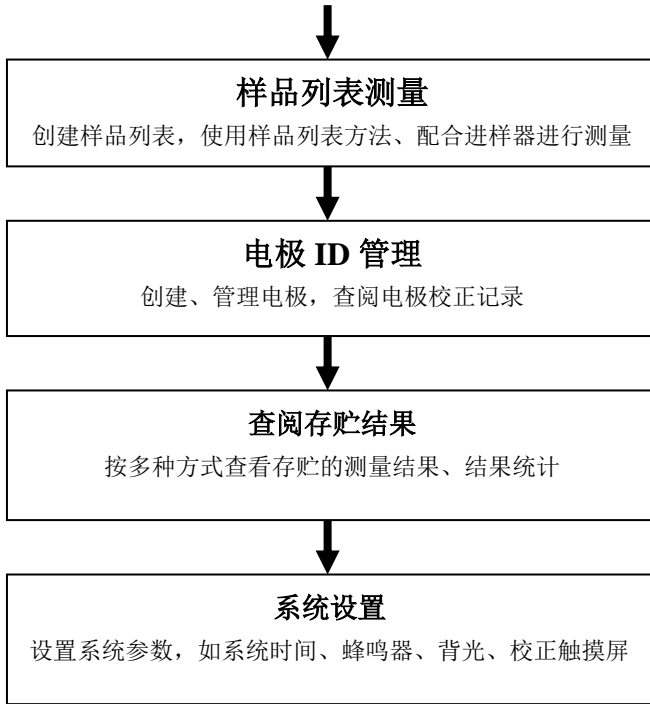 样品列表测量
创建样品列表，使用样品列表方法、配合进样器进行测量
电极 ID 管理
创建、管理电极，查阅电极校正记录
查阅存贮结果
按多种方式查看存贮的测量结果、结果统计
系统设置
设置系统参数，如系统时间、蜂鸣器、背光、校正触摸屏